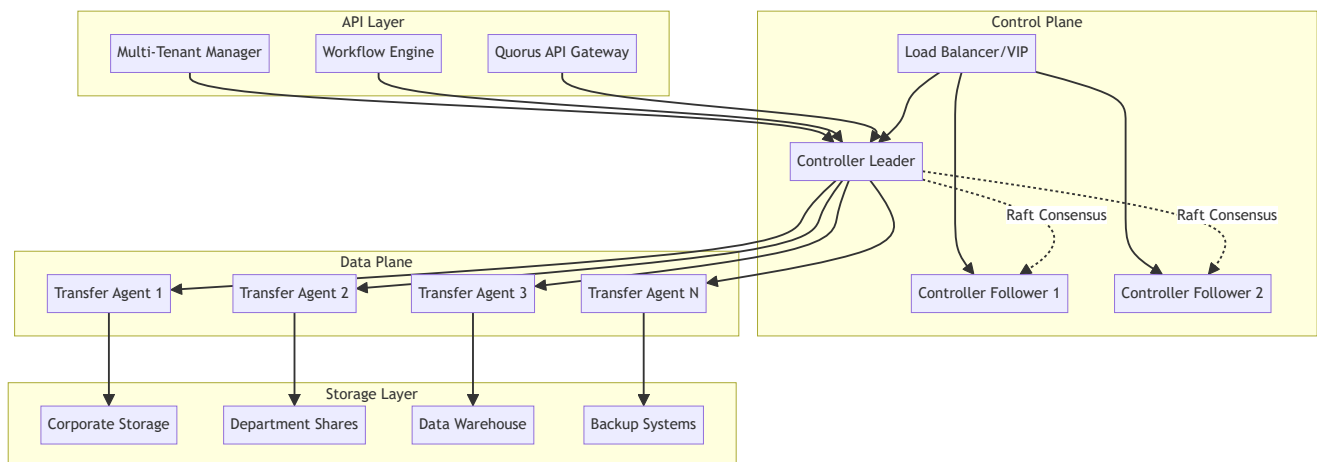 API Layer
Control Plane
Multi-Tenant Manager
Workflow Engine
Quorus API Gateway
Load Balancer/VIP
Controller Leader
Raft Consensus
Raft Consensus
Data Plane
Transfer Agent 1
Transfer Agent 2
Transfer Agent 3
Transfer Agent N
Controller Follower 1
Controller Follower 2
Storage Layer
Corporate Storage
Department Shares
Data Warehouse
Backup Systems